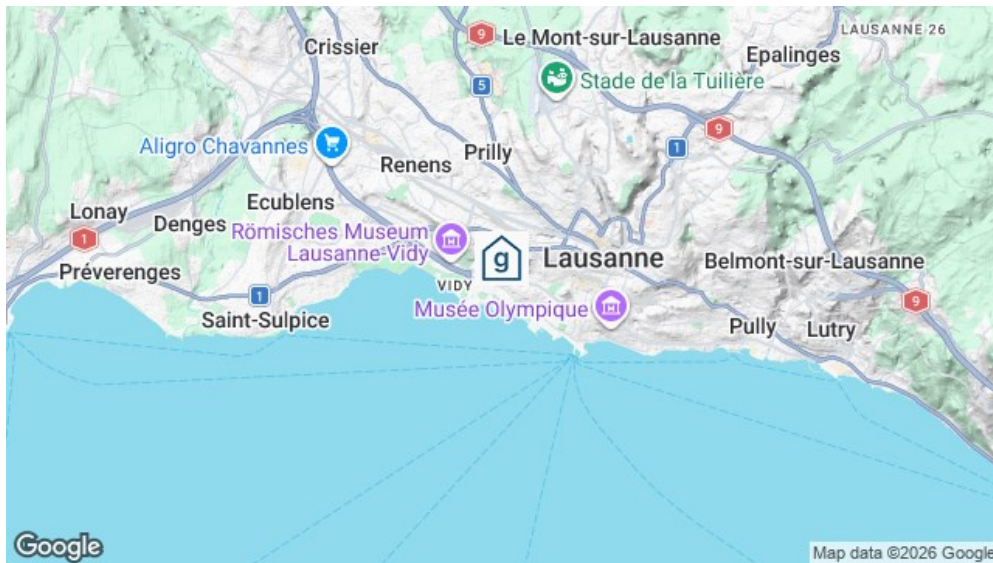 Crissier
9
Le Mont-sur-Lausanne
LAUSANNE 26
Epalinges
5
Stade de la Tuilière
9
Aligro Chavannes
Renens
Prilly
1
Ecublens
Lonay
Denges
1
Römisches Museum
Lausanne-Vidy
g
Lausanne
Belmont-sur-Lausanne
Préverenges
VIDY
1
Saint-Sulpice
Musée Olympique
9
Pully
Lutry
Google
Map data ©2026 Google